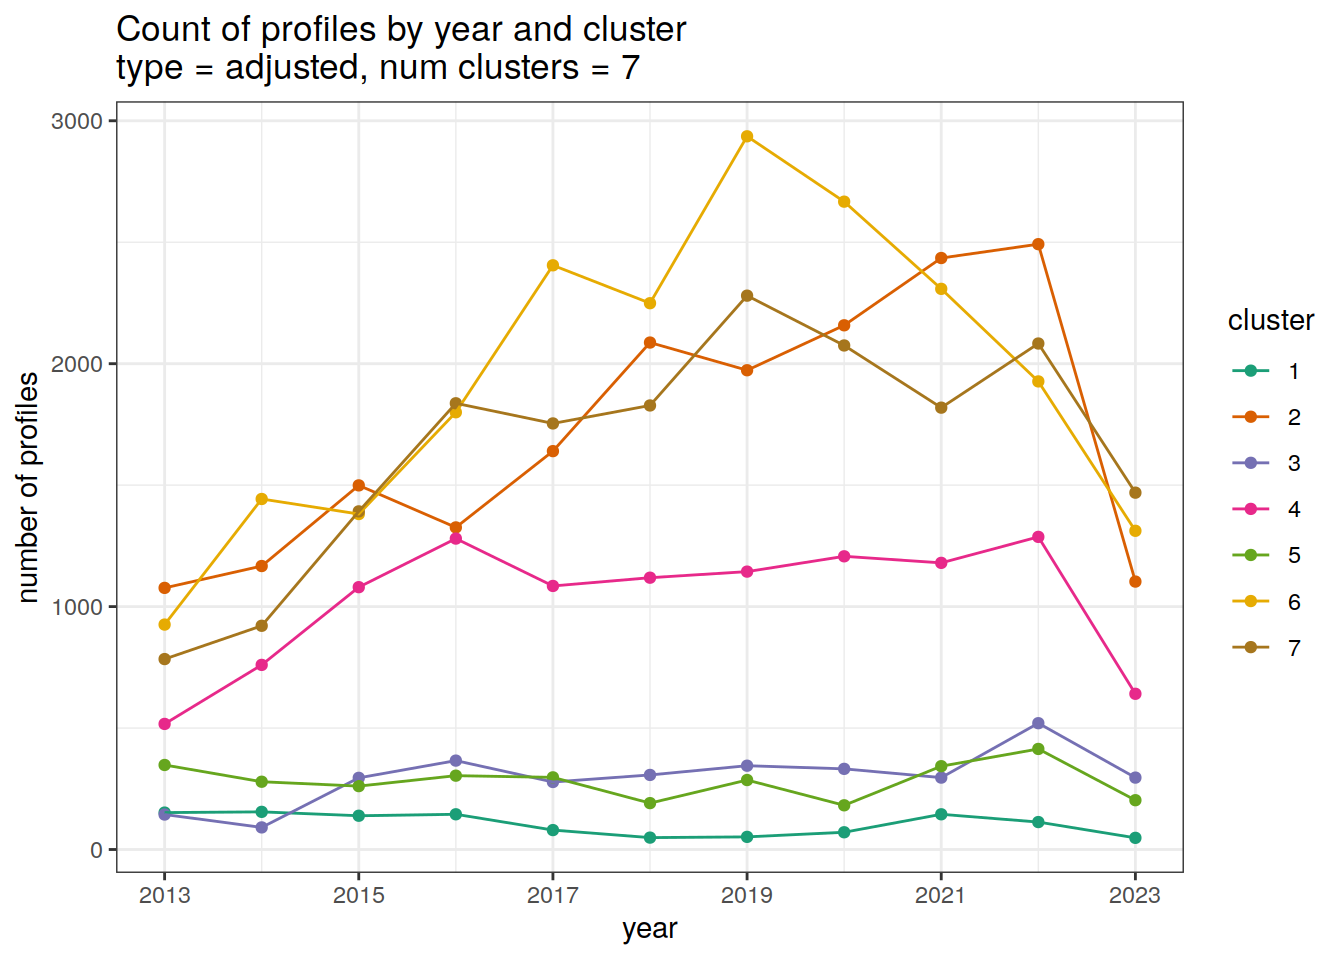 Count of profiles by year and cluster
type = adjusted, num clusters = 7
3000
2000
1000
0
number of profiles
2013 2015 2017 2019 2021 2023
year
cluster
1
2
3
4
5
6
7